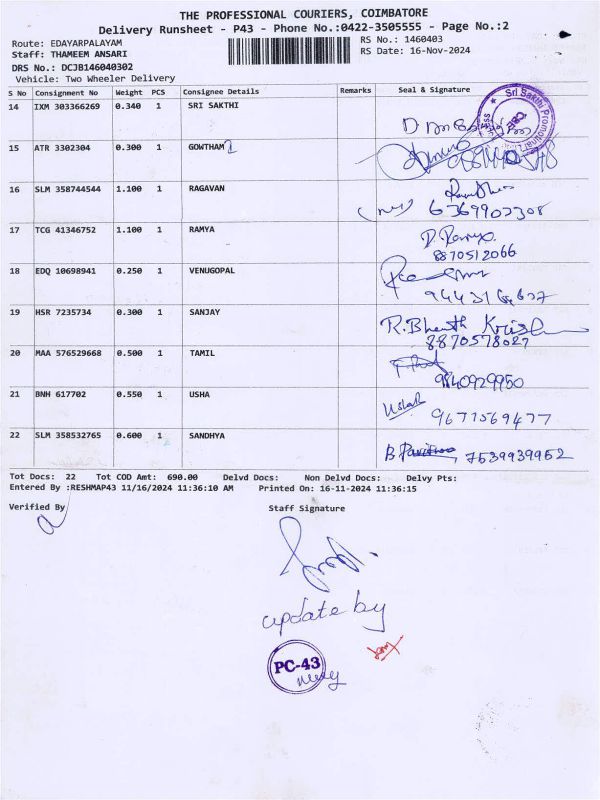 THE PROFESSIONAL COURIERS, COIMBATORE
Delivery Runsheet - P43 - Phone No.:0422-3505555 - Page No.:2
Route: EDAYARPALAYAM RS No.: 1460403
Staff: THAMEEM ANSARI RS Date: 16-Nov-2024
DRS No.: DCJB146040302
Vehicle: Two Wheeler Delivery
S No Consignment No Weight PCS Consignee Details Remarks Seal & Signature
14 IXM 303366269 0.340 1 SRI SAKTHI
Sri Sakthi Promotional
15 ATR 3302304 0.300 1 GOWTHAM
16 SLM 358744544 1.100 1 RAGAVAN
6369902308
17 TCG 41346752 1.100 1 RAMYA D. Ramya.
8870512066
18 EDQ 10698941 0.250 1 VENUGOPAL
19 HSR 7235734 0.300 1 SANJAY R. Bharath Krishn
8870578027
20 MAA 576529668 0.500 1 TAMIL
9840929950
21 BNH 617702 0.550 1 USHA Ushak
9677569477
22 SLM 358532765 0.600 1 SANDHYA B. 7539939952
Tot Docs: 22 Tot COD Amt: 690.00 Delvd Docs: Non Delvd Docs: Delvy Pts:
Entered By :RESHMAP43 11/16/2024 11:36:10 AM Printed On: 16-11-2024 11:36:15
Verified By Staff Signature
update by
PC-43